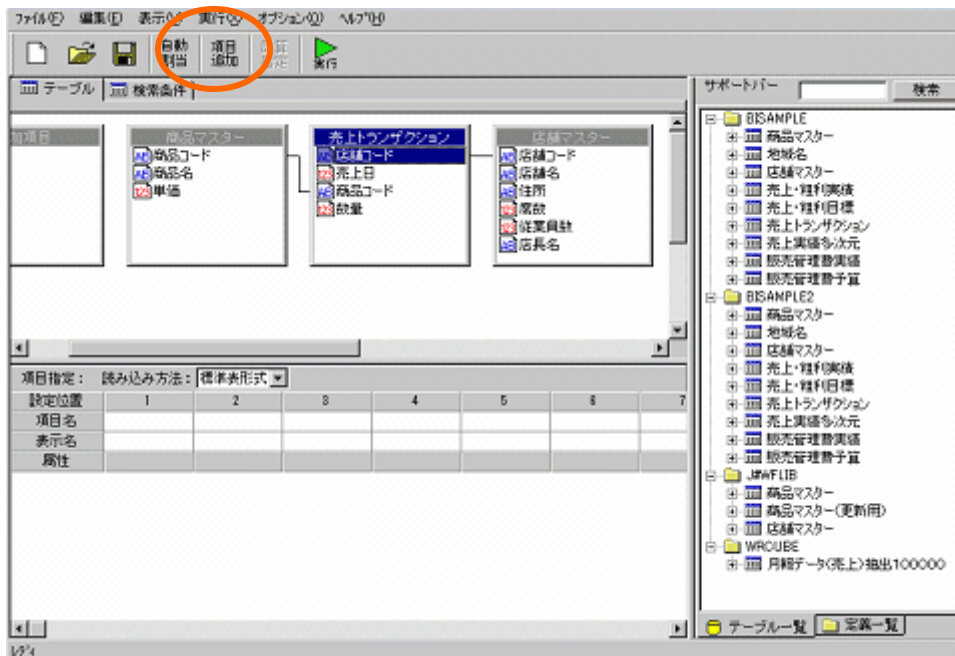 ファイル(F) 編集(E) 表示(V) 実行(X) オプション(O) ヘルプ(H)
自動割当 項目追加 実行
テーブル 検索条件
サポートバー 検索
加項目
商品マスター
商品コード
商品名
単価
売上トランザクション
店舗コード
売上日
商品コード
数量
店舗マスター
店舗コード
店舗名
住所
席数
従業員数
店長名
項目指定： 読み込み方法： 標準表形式
設定位置 1 2 3 4 5 6 7
項目名
表示名
属性
BISAMPLE
商品マスター
地域名
店舗マスター
売上・粗利実績
売上・粗利目標
売上トランザクション
売上実績多次元
販売管理費実績
販売管理費予算
BISAMPLE2
商品マスター
地域名
店舗マスター
売上・粗利実績
売上・粗利目標
売上トランザクション
売上実績多次元
販売管理費実績
販売管理費予算
J#WFLIB
商品マスター
商品マスター(更新用)
店舗マスター
WRCUBE
月報データ(売上)抽出100000
テーブル一覧 定義一覧
レディ